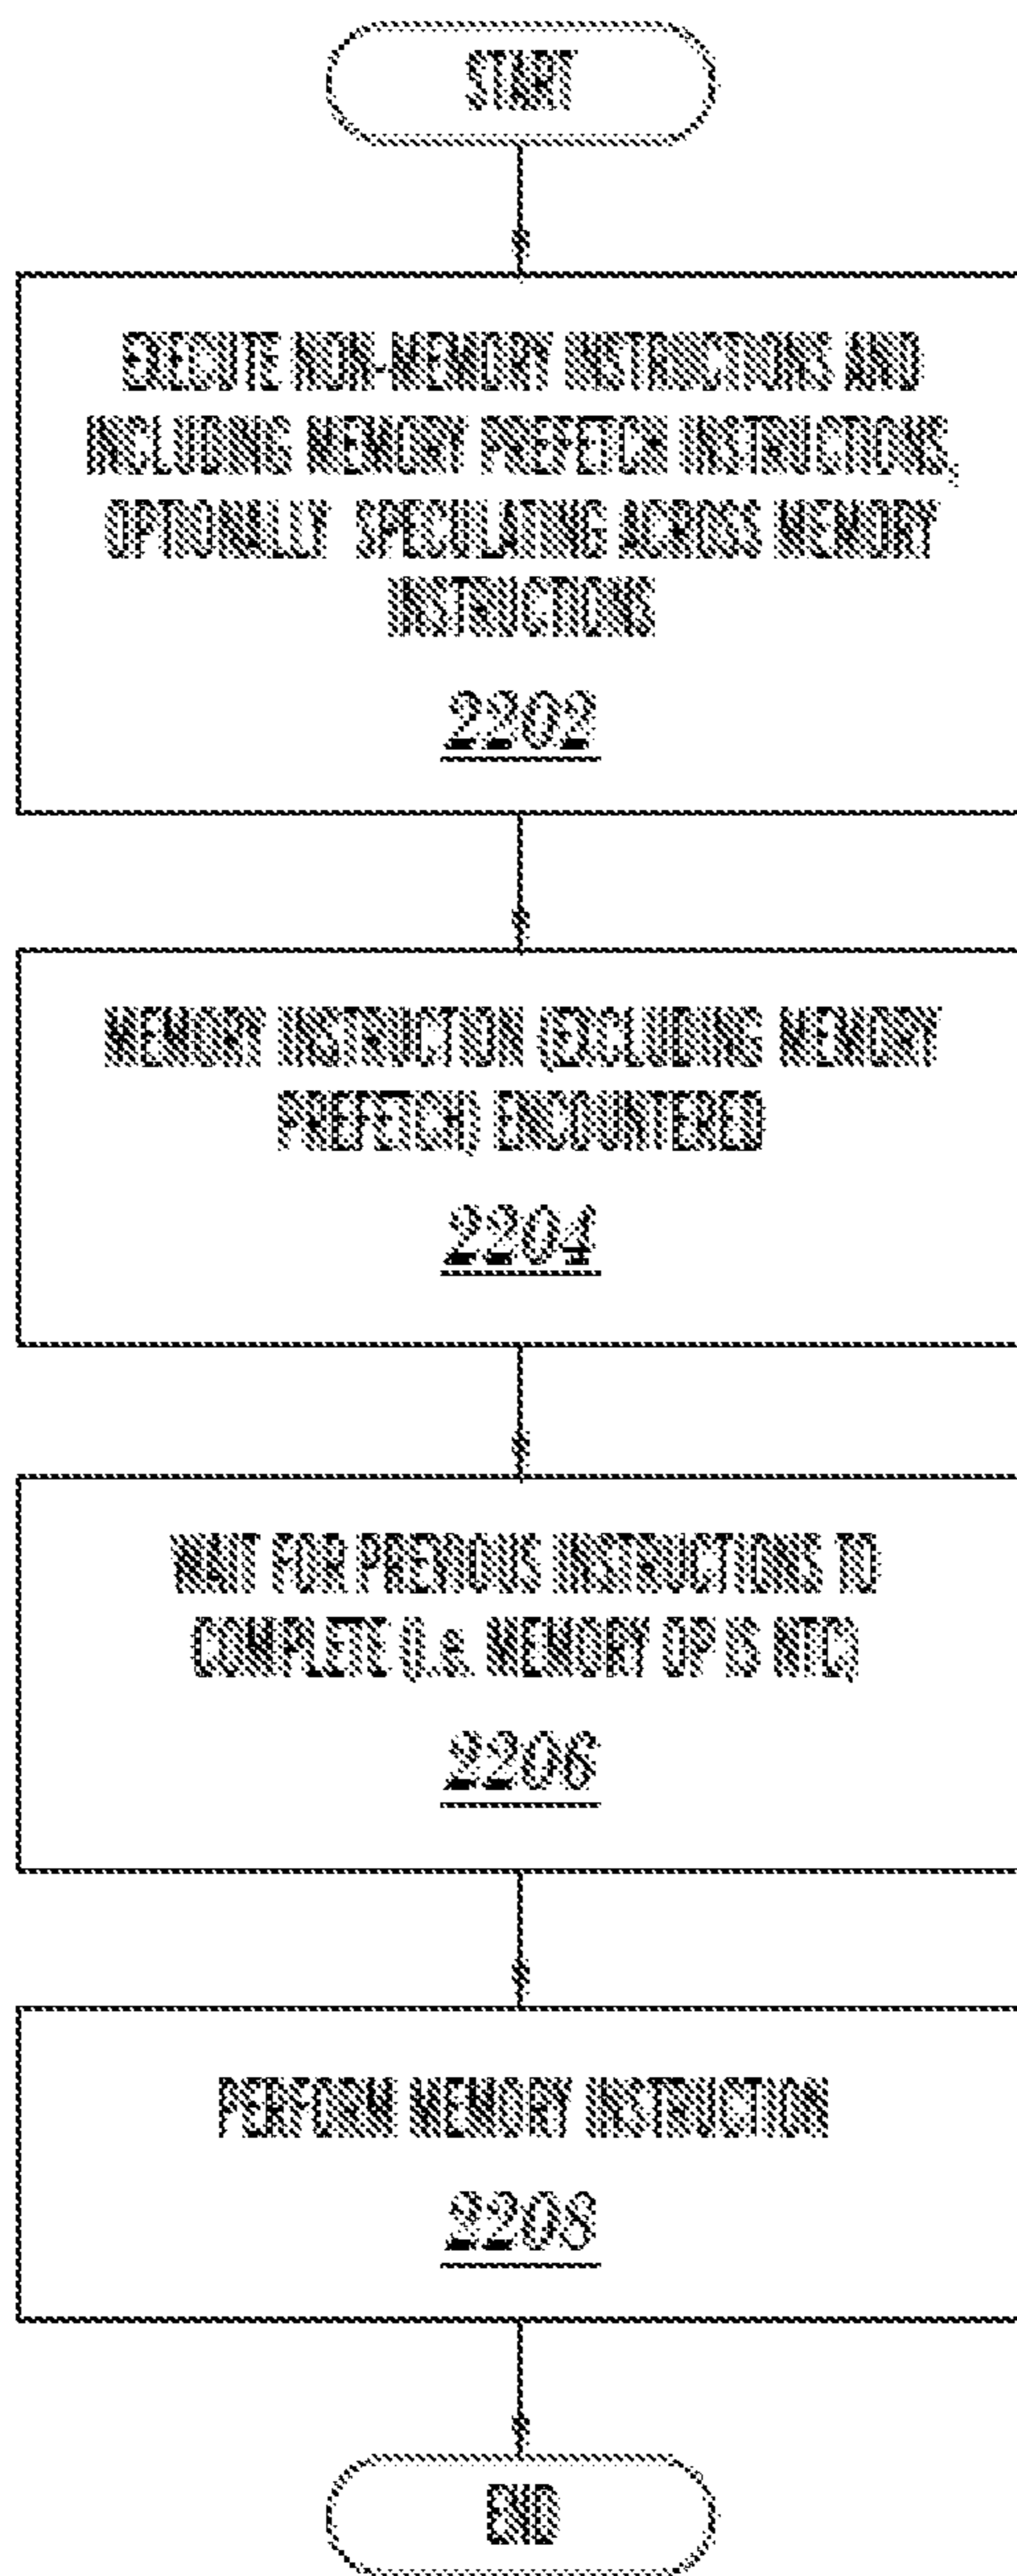 START
EXECUTE NON-MEMORY INSTRUCTIONS AND
INCLUDING MEMORY PREFETCH INSTRUCTIONS,
OPTIONALLY SPECULATING ACROSS MEMORY
INSTRUCTIONS
2202
MEMORY INSTRUCTION (EXCLUDING MEMORY
PREFETCH) ENCOUNTERED
2204
WAIT FOR PREVIOUS INSTRUCTIONS TO
COMPLETE (i.e. MEMORY OP IS NTC)
2206
PERFORM MEMORY INSTRUCTION
2208
END